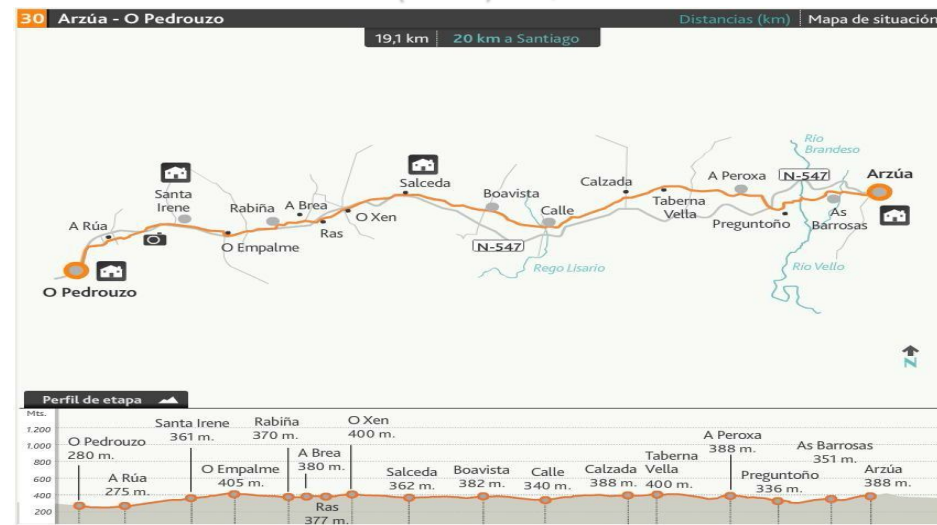 30 Arzúa - O Pedrouzo
Distancias (km) Mapa de situación
19,1 km 20 km a Santiago
Río
Brandeso
A Peroxa
N-547
Arzúa
Salceda
Calzada
Santa
Irene
Boavista
Taberna
Vella
Rabiña
A Brea
O Xen
Calle
As
Barrosas
A Rúa
Ras
Preguntoño
O Empalme
N-547
Rego Lisario
Río Vello
O Pedrouzo
N
Perfil de etapa
Mts.
1.200
1.000
800
600
400
200
O Pedrouzo
280 m.
A Rúa
275 m.
Santa Irene
361 m.
O Empalme
405 m.
Rabiña
370 m.
A Brea
380 m.
Ras
377 m.
O Xen
400 m.
Salceda
362 m.
Boavista
382 m.
Calle
340 m.
Calzada
388 m.
Taberna
Vella
400 m.
A Peroxa
388 m.
Preguntoño
336 m.
As Barrosas
351 m.
Arzúa
388 m.